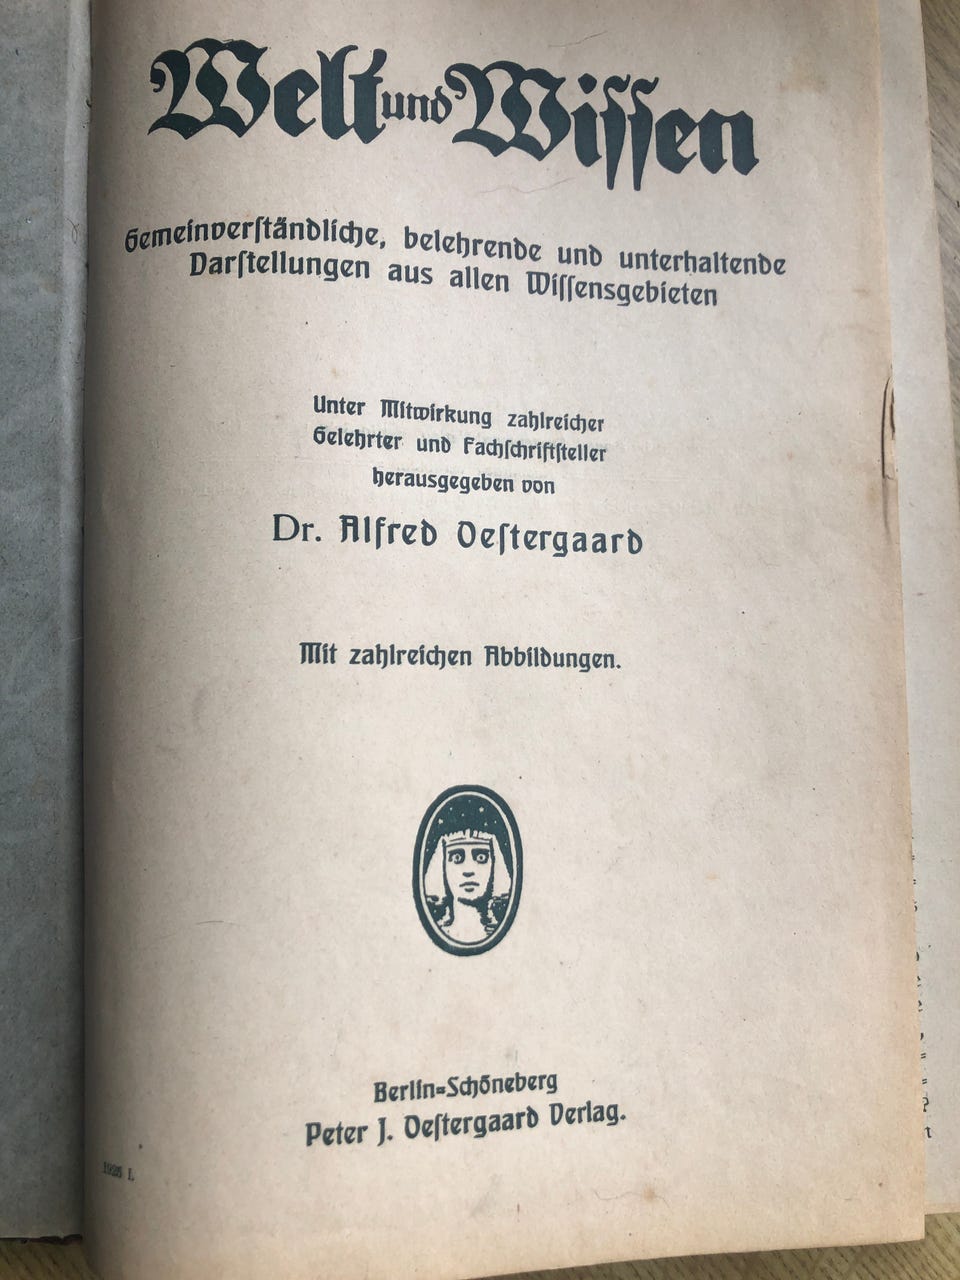 Welt und Wissen
Gemeinverſtändliche, belehrende und unterhaltende
Darſtellungen aus allen Wiſſensgebieten
Unter Mitwirkung zahlreicher
Gelehrter und Fachſchriftſteller
herausgegeben von
Dr. Alfred Oeſtergaard
Mit zahlreichen Abbildungen.
Berlin=Schöneberg
Peter J. Oeſtergaard Verlag.